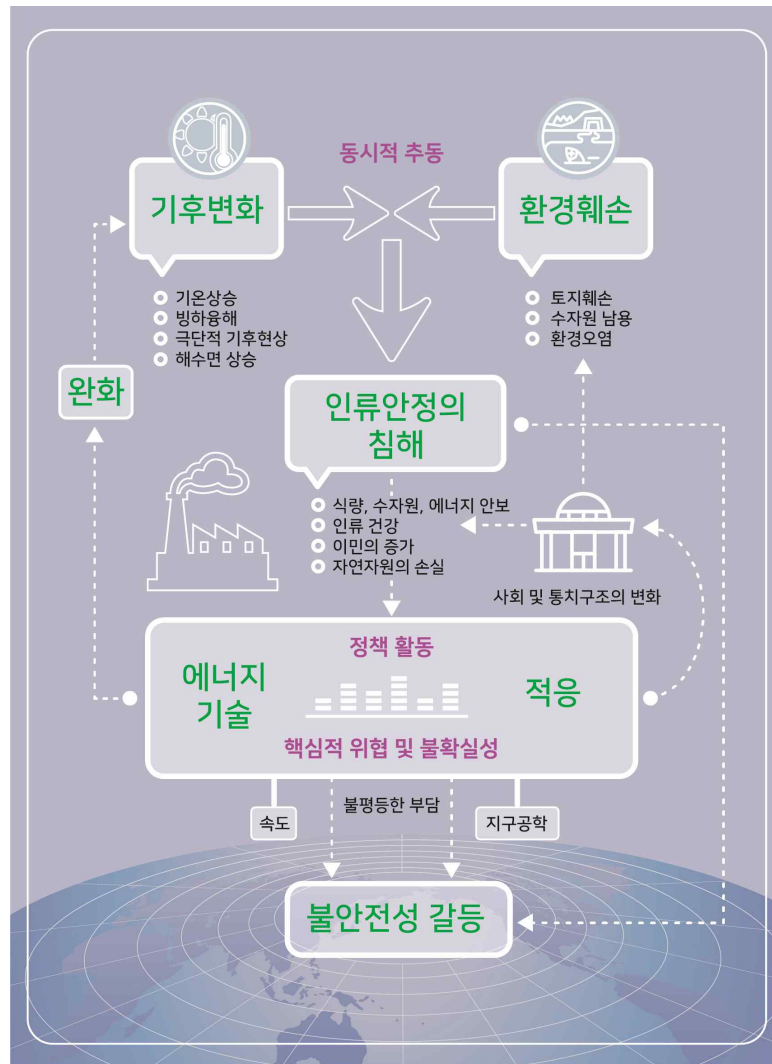 동시적 추동
기후변화
환경훼손
기온상승
빙하융해
극단적 기후현상
해수면 상승
토지훼손
수자원 남용
환경오염
완화
인류안정의
침해
식량, 수자원, 에너지 안보
인류 건강
이민의 증가
자연자원의 손실
사회 및 통치구조의 변화
정책 활동
에너지
기술
적응
핵심적 위협 및 불확실성
속도
불평등한 부담
지구공학
불안전성 갈등